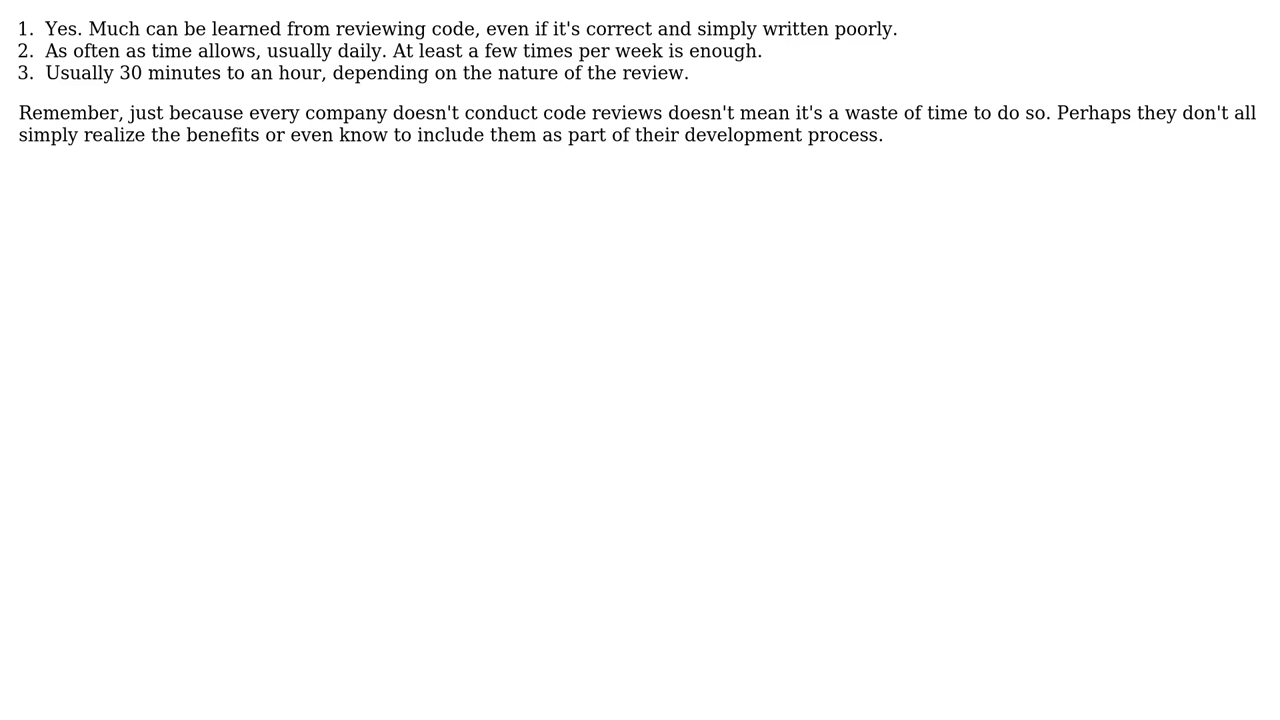 1. Yes. Much can be learned from reviewing code, even if it's correct and simply written poorly.
2. As often as time allows, usually daily. At least a few times per week is enough.
3. Usually 30 minutes to an hour, depending on the nature of the review.
Remember, just because every company doesn't conduct code reviews doesn't mean it's a waste of time to do so. Perhaps they don't all
simply realize the benefits or even know to include them as part of their development process.